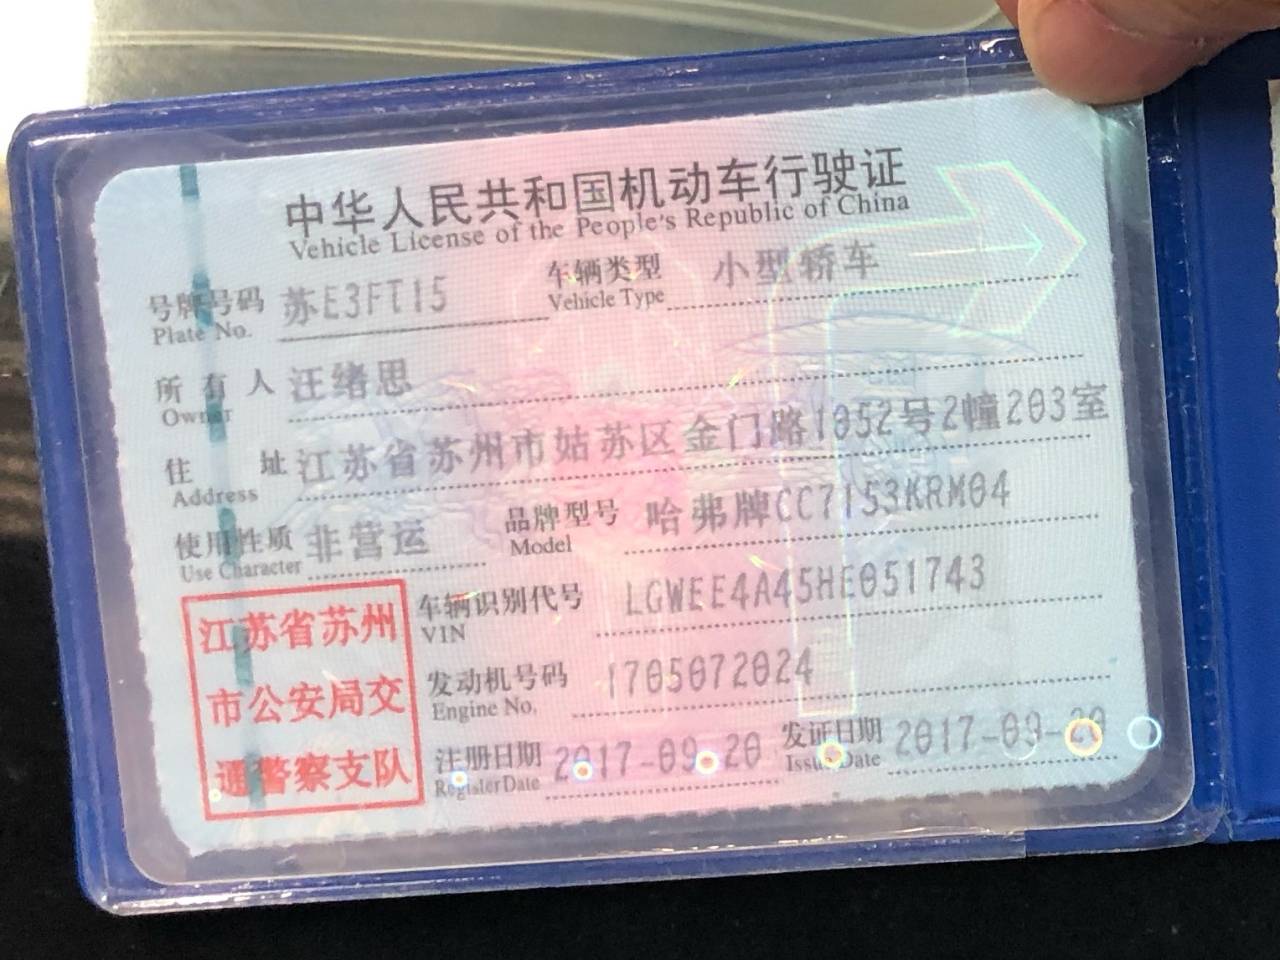 中华人民共和国机动车行驶证
Vehicle License of the People's Republic of China
号牌号码 苏E3FT15 车辆类型 小型轿车
Plate No. Vehicle Type
所有人 汪绪思
Owner
住址 江苏省苏州市姑苏区金门路1052号2幢203室
Address
使用性质 非营运 品牌型号 哈弗牌CC7153KRM04
Use Character Model
江苏省苏州
市公安局交
通警察支队
车辆识别代号 LGWEE4A45HE051743
VIN
发动机号码 1705072024
Engine No.
注册日期 2017-09-20 发证日期 2017-09-20
Register Date Issue Date